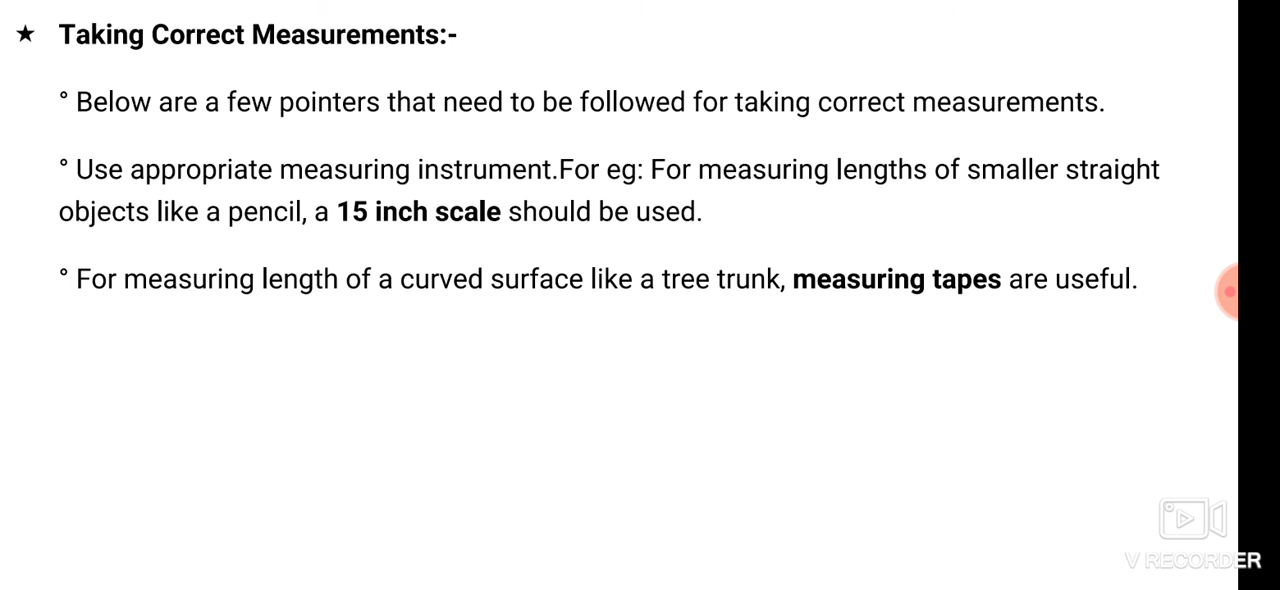 ★ Taking Correct Measurements:-
° Below are a few pointers that need to be followed for taking correct measurements.
° Use appropriate measuring instrument.For eg: For measuring lengths of smaller straight
objects like a pencil, a 15 inch scale should be used.
° For measuring length of a curved surface like a tree trunk, measuring tapes are useful.
V RECORDER